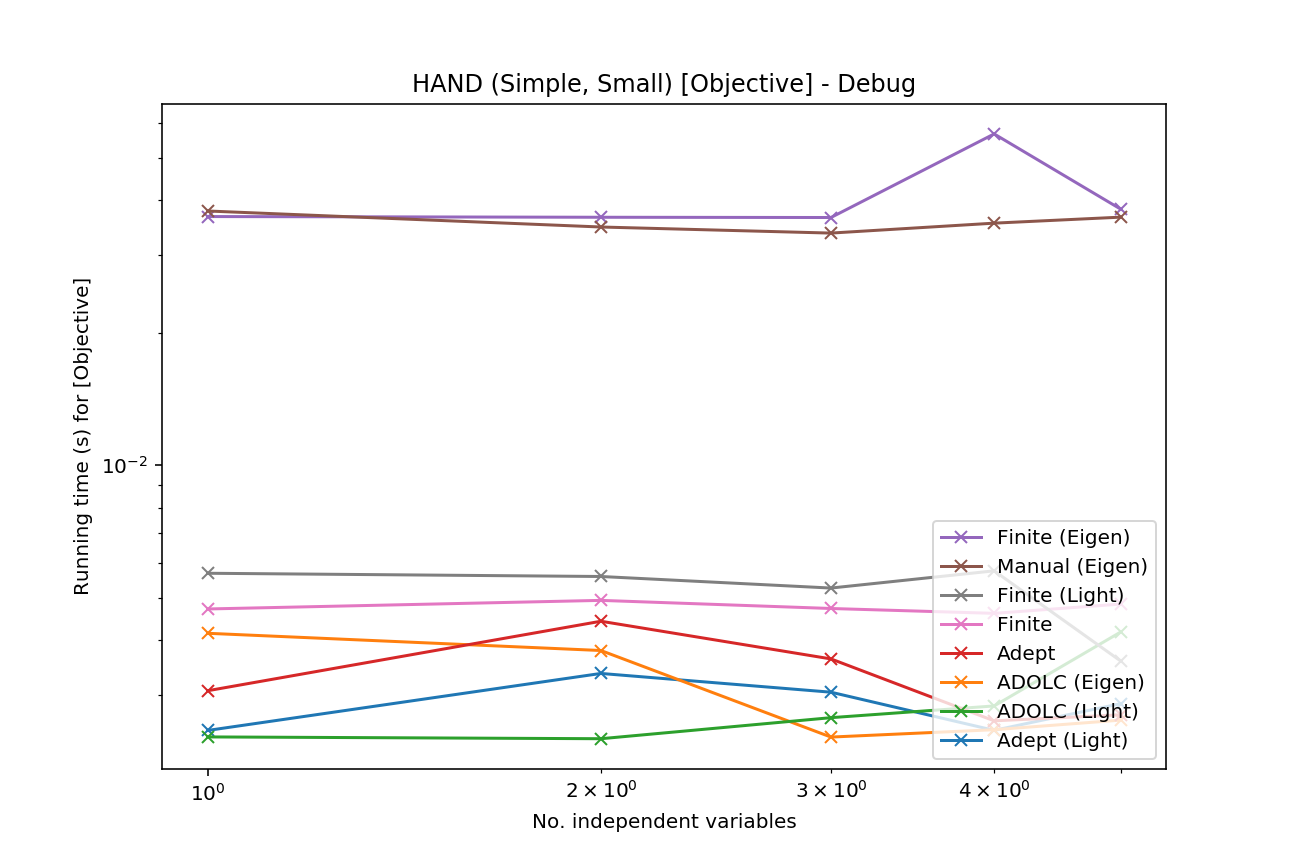 HAND (Simple, Small) [Objective] - Debug
Running time (s) for [Objective]
10⁻²
Finite (Eigen)
Manual (Eigen)
Finite (Light)
Finite
Adept
ADOLC (Eigen)
ADOLC (Light)
Adept (Light)
10⁰ 2 × 10⁰ 3 × 10⁰ 4 × 10⁰
No. independent variables